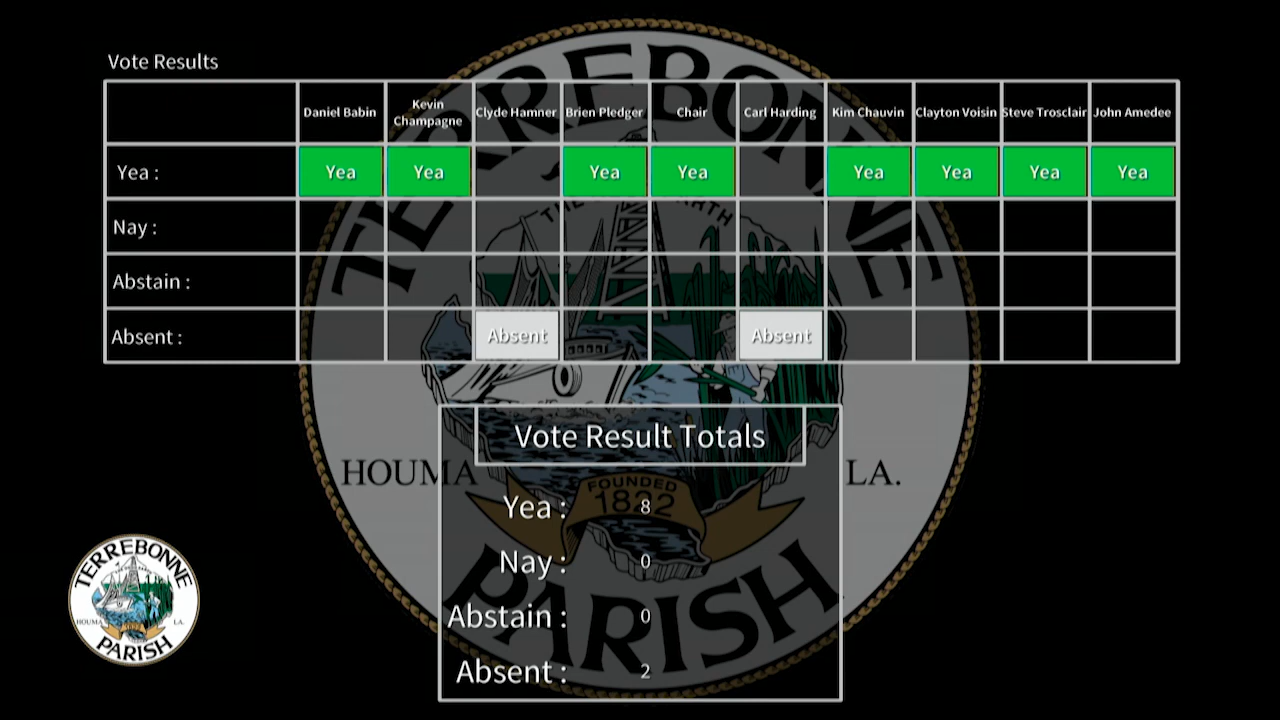 Vote Results
Daniel Babin
Kevin Champagne
Clyde Hamner
Brien Pledger
Chair
Carl Harding
Kim Chauvin
Clayton Voisin
Steve Trosclair
John Amedee
Yea : Yea Yea Yea Yea Yea Yea Yea Yea
Nay :
Abstain :
Absent : Absent Absent
Vote Result Totals
Yea : 8
Nay : 0
Abstain : 0
Absent : 2
TERREBONNE
HOUMA LA.
FOUNDED
1822
PARISH
TERREBONNE
HOUMA LA.
PARISH